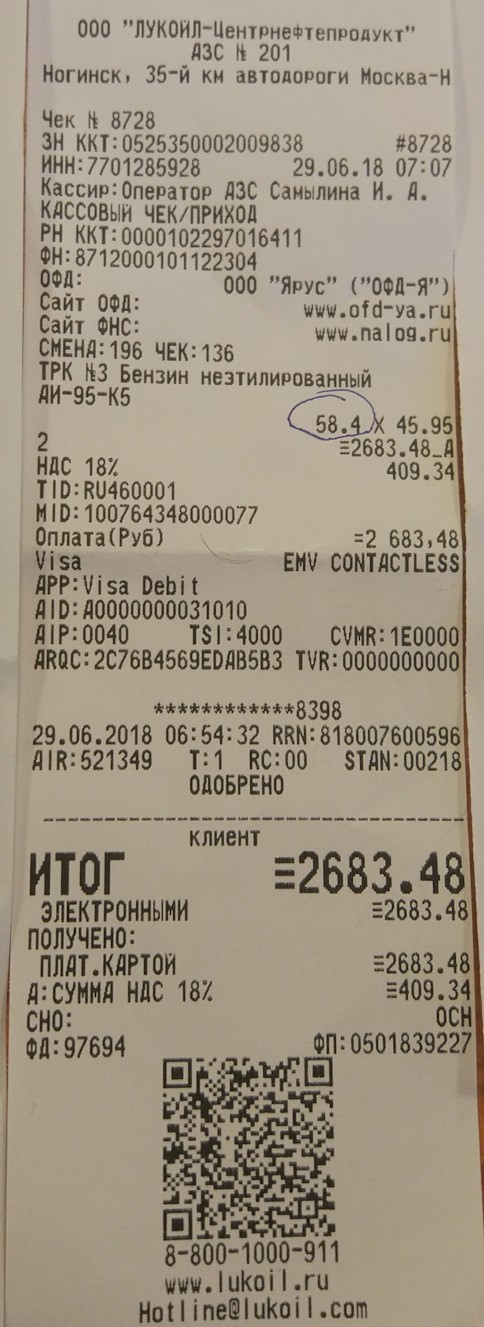 ООО "ЛУКОЙЛ-Центрнефтепродукт"
АЗС № 201
Ногинск, 35-й км автодороги Москва-Н
Чек № 8728
ЗН ККТ:0525350002009838 #8728
ИНН:7701285928 29.06.18 07:07
Кассир:Оператор АЗС Самылина И. А.
КАССОВЫЙ ЧЕК/ПРИХОД
РН ККТ:0000102297016411
ФН:8712000101122304
ОФД: ООО "Ярус" ("ОФД-Я")
Сайт ОФД: www.ofd-ya.ru
Сайт ФНС: www.nalog.ru
СМЕНА:196 ЧЕК:136
ТРК №3 Бензин неэтилированный
АИ-95-К5
58.4 X 45.95
2 =2683.48_А
НДС 18% 409.34
TID:RU460001
MID:100764348000077
Оплата(Руб) =2 683,48
Visa EMV CONTACTLESS
APP:Visa Debit
AID:A0000000031010
AIP:0040 TSI:4000 CVMR:1E0000
ARQC:2C76B4569EDAB5B3 TVR:0000000000
************8398
29.06.2018 06:54:32 RRN:818007600596
AIR:521349 T:1 RC:00 STAN:00218
ОДОБРЕНО
клиент
ИТОГ ≡2683.48
ЭЛЕКТРОННЫМИ ≡2683.48
ПОЛУЧЕНО:
ПЛАТ.КАРТОЙ ≡2683.48
А:СУММА НДС 18% ≡409.34
СНО: ОСН
ФД:97694 ФП:0501839227
8-800-1000-911
www.lukoil.ru
Hotline@lukoil.com